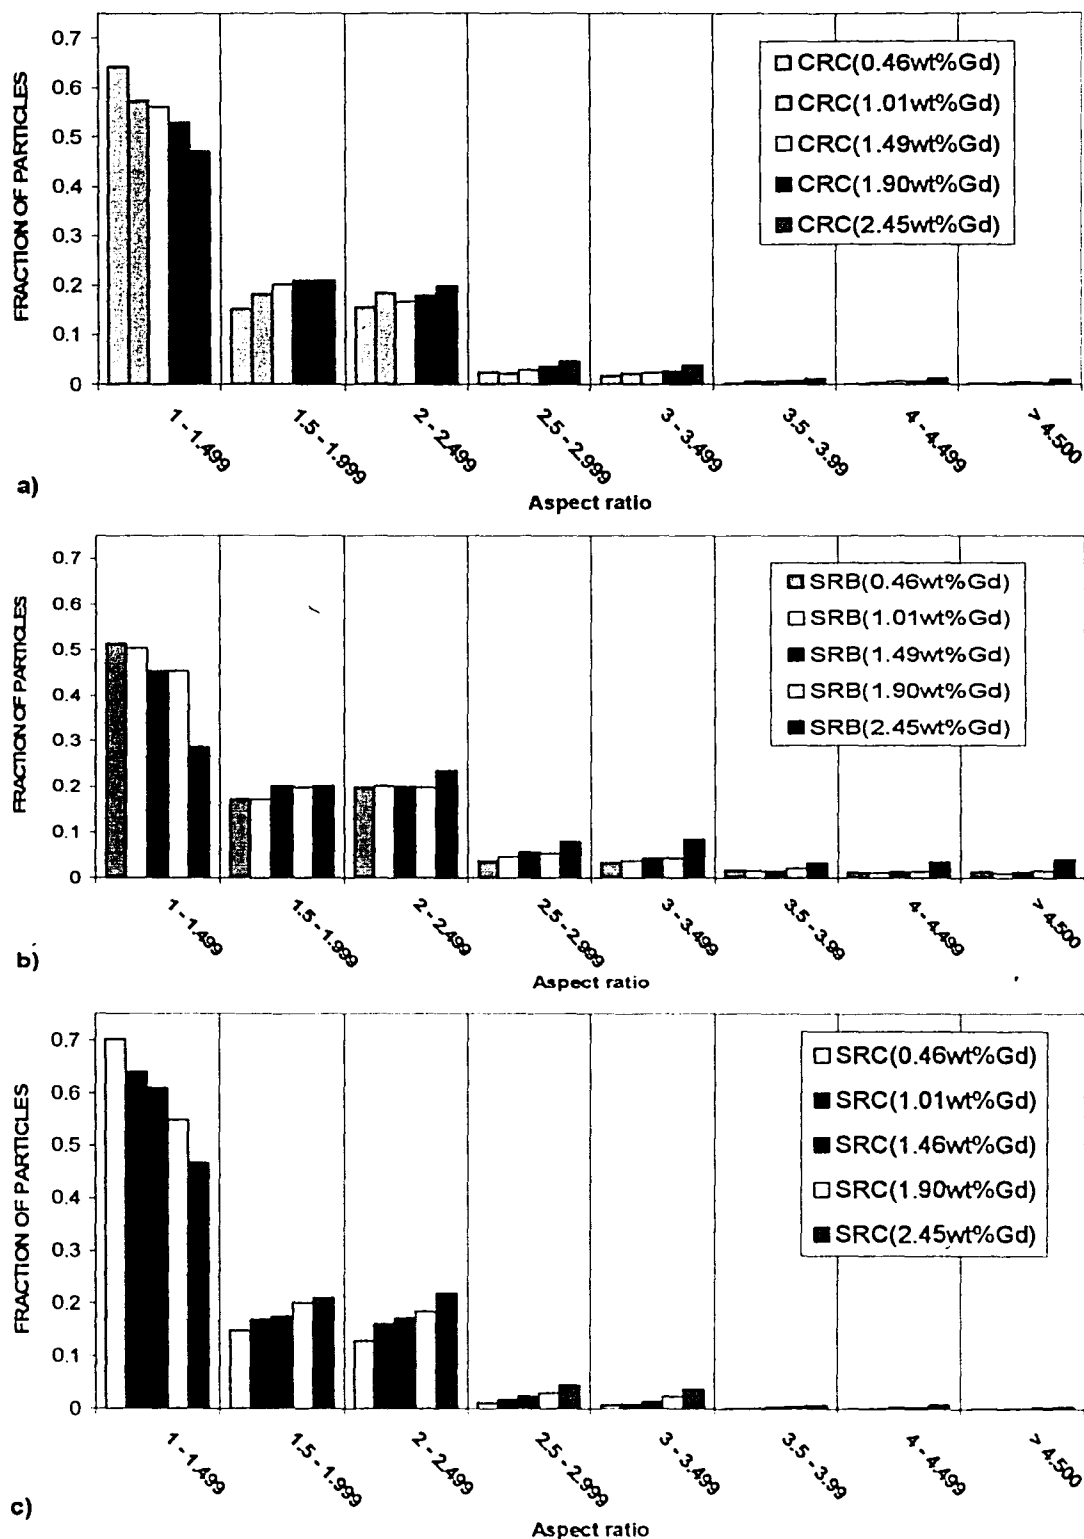 0.7
0.6
0.5
0.4
0.3
0.2
0.1
0
FRACTION OF PARTICLES
CRC(0.46wt%Gd)
CRC(1.01wt%Gd)
CRC(1.49wt%Gd)
CRC(1.90wt%Gd)
CRC(2.45wt%Gd)
1 - 1.499
1.5 - 1.999
2 - 2.499
2.5 - 2.999
3 - 3.499
3.5 - 3.99
4 - 4.499
> 4.500
a)
Aspect ratio
0.7
0.6
0.5
0.4
0.3
0.2
0.1
0
FRACTION OF PARTICLES
SRB(0.46wt%Gd)
SRB(1.01wt%Gd)
SRB(1.49wt%Gd)
SRB(1.90wt%Gd)
SRB(2.45wt%Gd)
1 - 1.499
1.5 - 1.999
2 - 2.499
2.5 - 2.999
3 - 3.499
3.5 - 3.99
4 - 4.499
> 4.500
b)
Aspect ratio
0.7
0.6
0.5
0.4
0.3
0.2
0.1
0
FRACTION OF PARTICLES
SRC(0.46wt%Gd)
SRC(1.01wt%Gd)
SRC(1.46wt%Gd)
SRC(1.90wt%Gd)
SRC(2.45wt%Gd)
1 - 1.499
1.5 - 1.999
2 - 2.499
2.5 - 2.999
3 - 3.499
3.5 - 3.99
4 - 4.499
> 4.500
c)
Aspect ratio